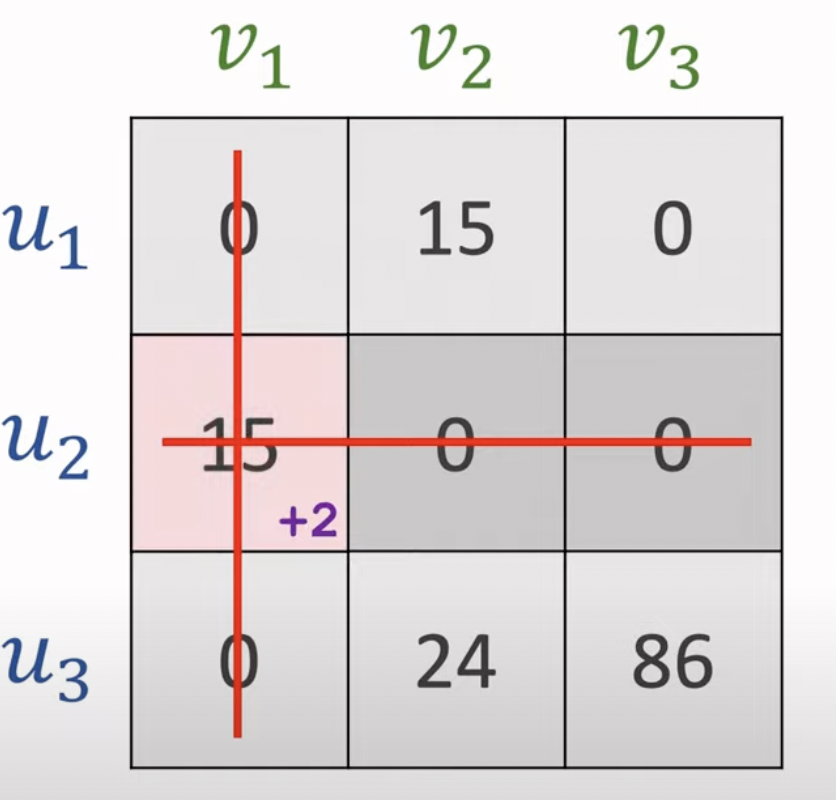 v₁ v₂ v₃
u₁ 0 15 0
u₂ 15 0 0
+2
u₃ 0 24 86